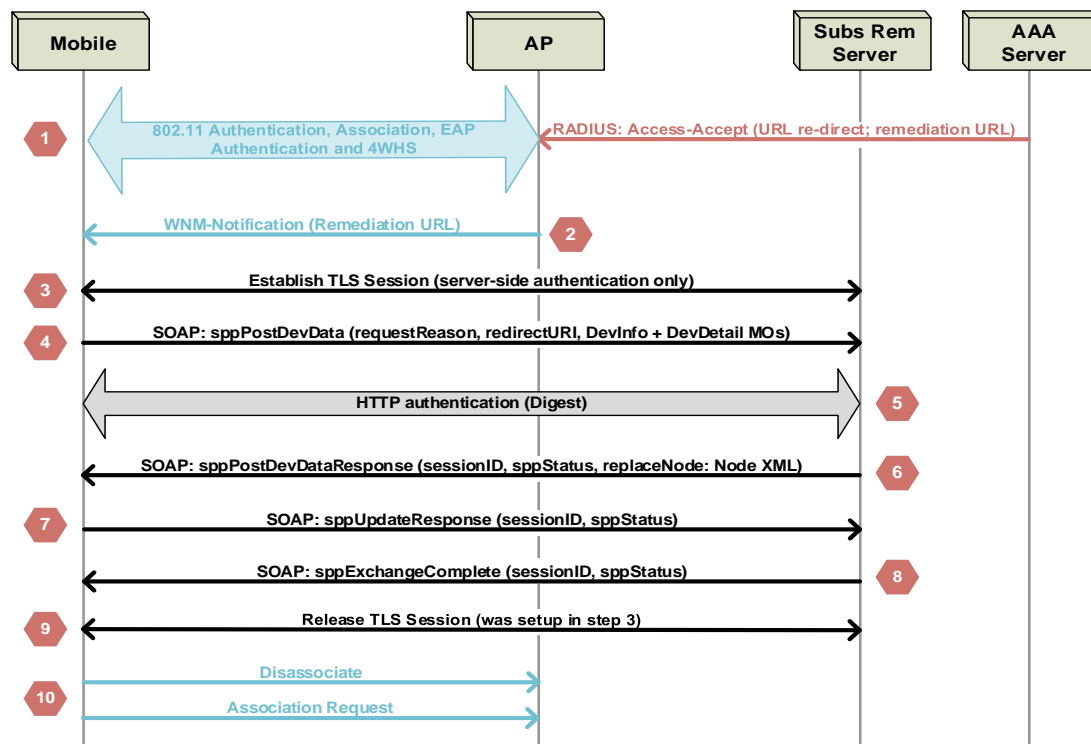 Mobile
AP
Subs Rem
Server
AAA
Server
1
802.11 Authentication, Association, EAP
Authentication and 4WHS
RADIUS: Access-Accept (URL re-direct; remediation URL)
WNM-Notification (Remediation URL)
2
3
Establish TLS Session (server-side authentication only)
4
SOAP: sppPostDevData (requestReason, redirectURI, DevInfo + DevDetail MOs)
HTTP authentication (Digest)
5
SOAP: sppPostDevDataResponse (sessionID, sppStatus, replaceNode: Node XML)
6
7
SOAP: sppUpdateResponse (sessionID, sppStatus)
SOAP: sppExchangeComplete (sessionID, sppStatus)
8
9
Release TLS Session (was setup in step 3)
10
Disassociate
Association Request